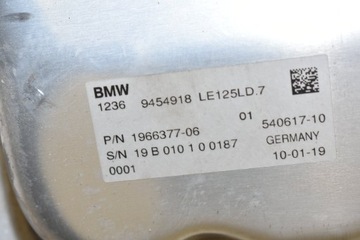 BMW
1236 9454918 LE125LD.7
01
P/N 1966377-06 540617-10
S/N 19 B 010 1 0 0187 GERMANY
0001 10-01-19